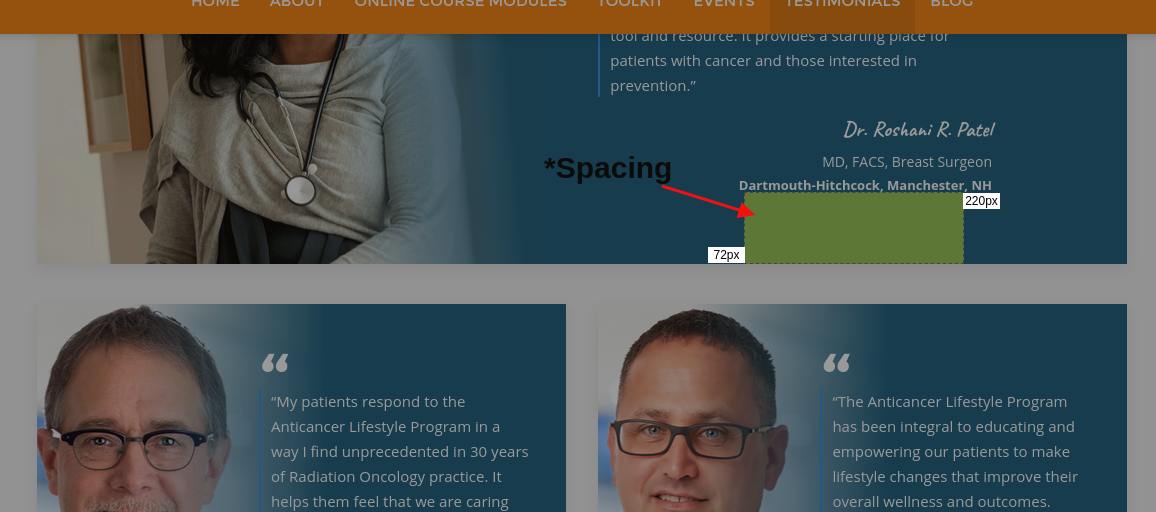 HOME ABOUT ONLINE COURSE MODULES TOOLKIT EVENTS TESTIMONIALS BLOG
tool and resource. It provides a starting place for
patients with cancer and those interested in
prevention.”
Dr. Roshani R. Patel
*Spacing
MD, FACS, Breast Surgeon
Dartmouth-Hitchcock, Manchester, NH
220px
72px
“
“My patients respond to the
Anticancer Lifestyle Program in a
way I find unprecedented in 30 years
of Radiation Oncology practice. It
helps them feel that we are caring
“
“The Anticancer Lifestyle Program
has been integral to educating and
empowering our patients to make
lifestyle changes that improve their
overall wellness and outcomes.